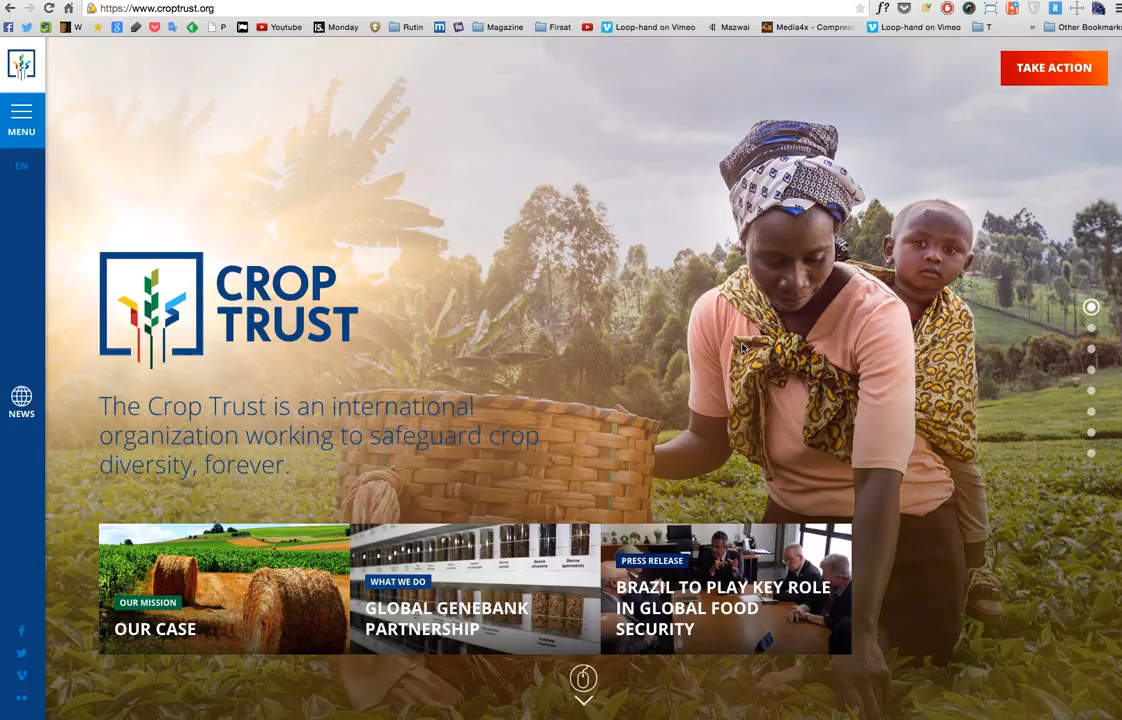 https://www.croptrust.org
f?
W
P
Youtube
Monday
Rutin
Magazine
Firsat
Loop-hand on Vimeo
Mazwai
Media4x - Compres
Loop-hand on Vimeo
T
»
Other Bookmark
TAKE ACTION
MENU
EN
CROP
TRUST
The Crop Trust is an international
organization working to safeguard crop
diversity, forever.
NEWS
OUR MISSION
OUR CASE
WHAT WE DO
GLOBAL GENEBANK
PARTNERSHIP
PRESS RELEASE
BRAZIL TO PLAY KEY ROLE
IN GLOBAL FOOD
SECURITY